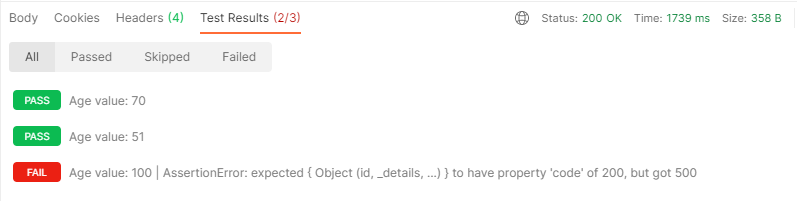 Body Cookies Headers (4) Test Results (2/3) Status: 200 OK Time: 1739 ms Size: 358 B
All Passed Skipped Failed
PASS Age value: 70
PASS Age value: 51
FAIL Age value: 100 | AssertionError: expected { Object (id, _details, ...) } to have property 'code' of 200, but got 500